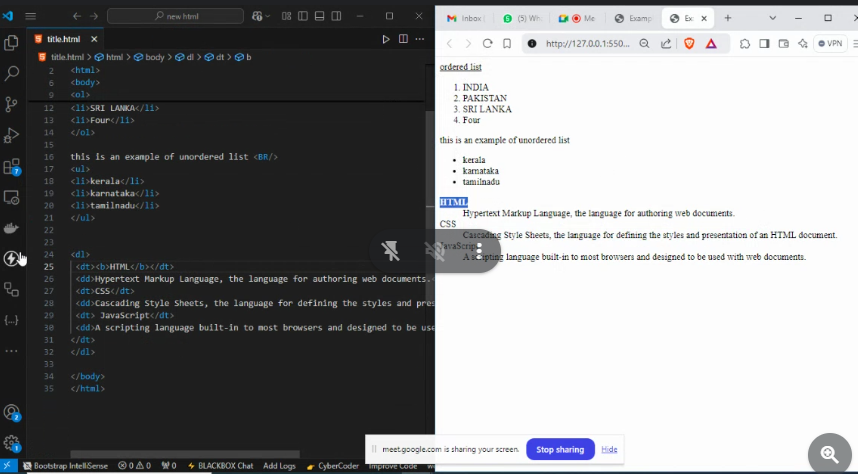 new html
title.html
title.html > html > body > dl > dt > b
2 <html>
6 <body>
9 <ol>
12 <li>SRI LANKA</li>
13 <li>Four</li>
14 </ol>
15
16 this is an example of unordered list <BR/>
17 <ul>
18 <li>kerala</li>
19 <li>karnataka</li>
20 <li>tamilnadu</li>
21 </ul>
22
23
24 <dl>
25 <dt><b>HTML</b></dt>
26 <dd>Hypertext Markup Language, the language for authoring web documents.<
27 <dt>CSS</dt>
28 <dd>Cascading Style Sheets, the language for defining the styles and pres
29 <dt> JavaScript</dt>
30 <dd>A scripting language built-in to most browsers and designed to be use
31 </dt>
32 </dl>
33
34 </body>
35 </html>
7
2
1
Bootstrap IntelliSense 0 0 0 BLACKBOX Chat Add Logs CyberCoder Improve Code
Inbox (5) Wh Me Examp Ex
http://127.0.0.1:550... VPN
ordered list
1. INDIA
2. PAKISTAN
3. SRI LANKA
4. Four
this is an example of unordered list
• kerala
• karnataka
• tamilnadu
HTML
Hypertext Markup Language, the language for authoring web documents.
CSS
Cascading Style Sheets, the language for defining the styles and presentation of an HTML document.
JavaScript
A scripting language built-in to most browsers and designed to be used with web documents.
meet.google.com is sharing your screen. Stop sharing Hide